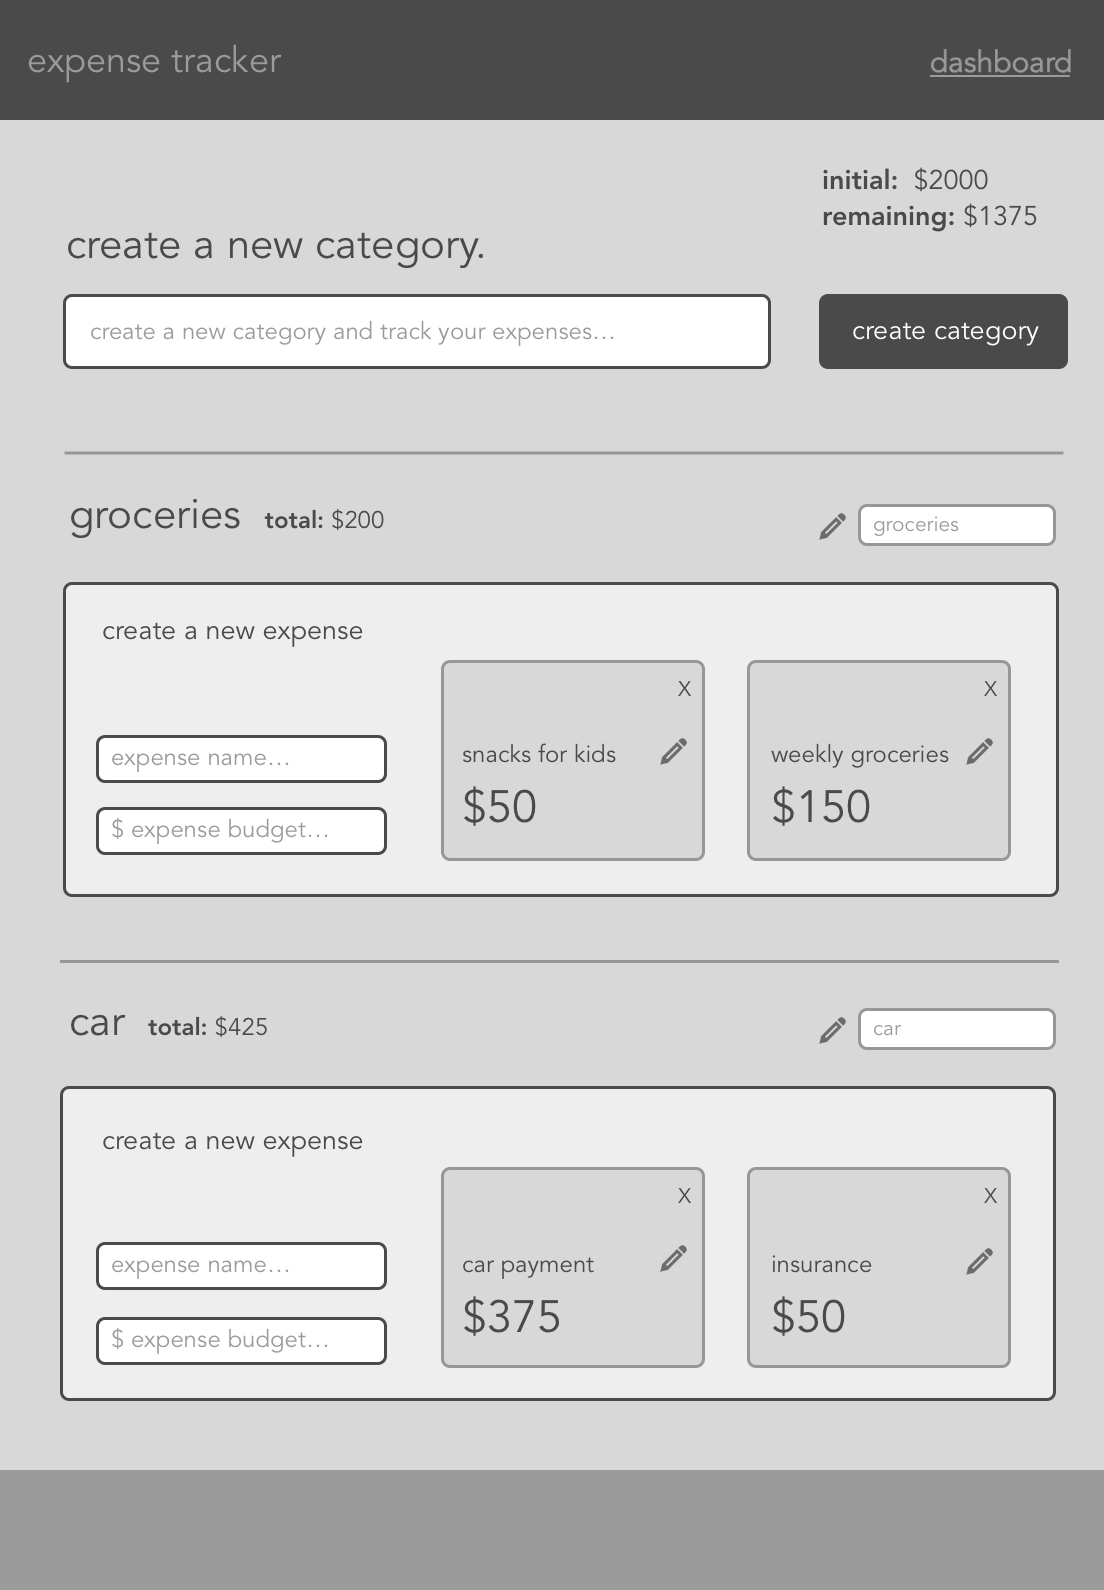 expense tracker
dashboard
initial: $2000
remaining: $1375
create a new category.
create a new category and track your expenses...
create category
groceries total: $200
groceries
create a new expense
expense name...
$ expense budget...
X
snacks for kids
$50
X
weekly groceries
$150
car total: $425
car
create a new expense
expense name...
$ expense budget...
X
car payment
$375
X
insurance
$50